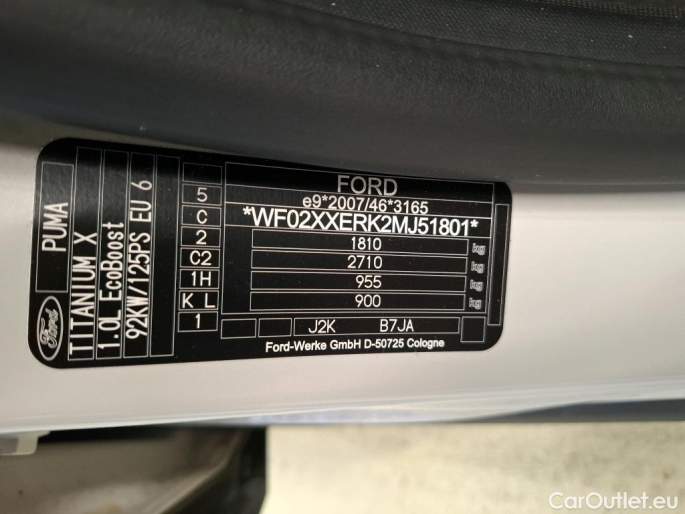 FORD
e9*2007/46*3165
*WF02XXERK2MJ51801*
1810 kg
2710 kg
955 kg
900 kg
J2K B7JA
Ford-Werke GmbH D-50725 Cologne
5
C
2
C2
1H
K L
1
PUMA
TITANIUM X
1.0L EcoBoost
92KW/125PS EU 6
Ford
CarOutlet.eu